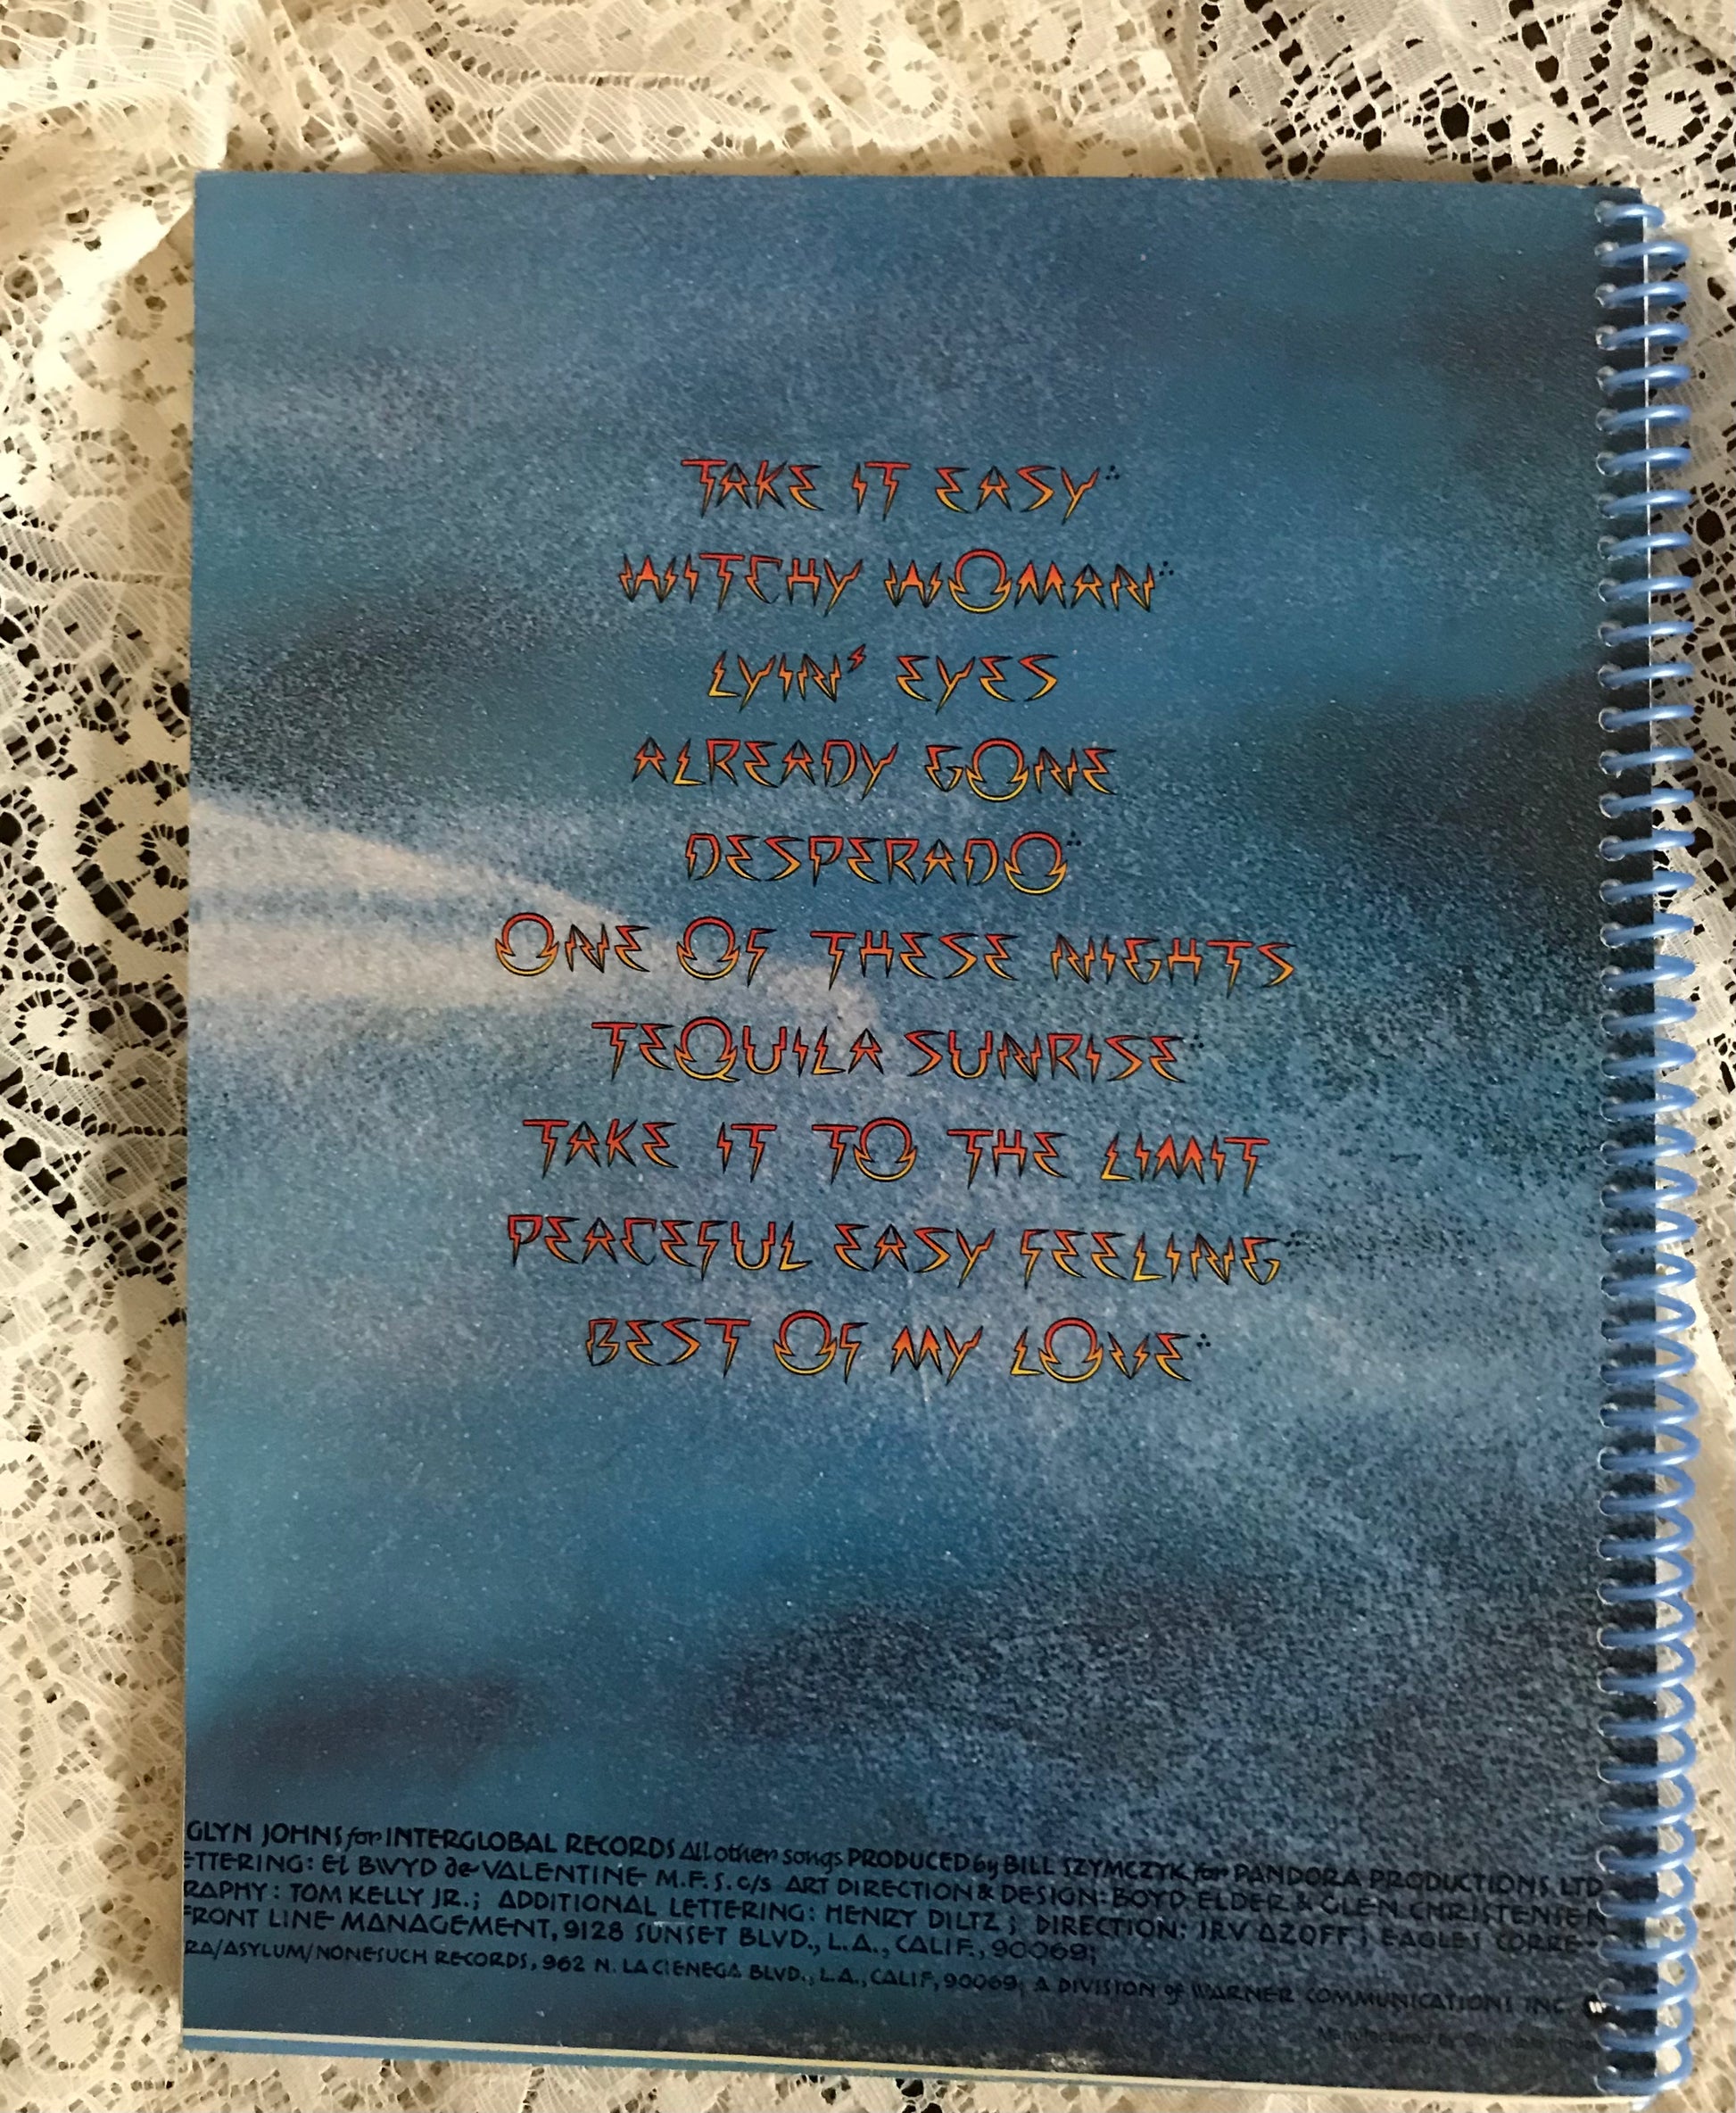 TAKE IT EASY∴
WITCHY WOMAN∴
LYIN' EYES
ALREADY GONE
DESPERADO∴
ONE OF THESE NIGHTS
TEQUILA SUNRISE∴
TAKE IT TO THE LIMIT
PEACEFUL EASY FEELING∴
BEST OF MY LOVE∴
GLYN JOHNS for INTERGLOBAL RECORDS All other songs PRODUCED by BILL SZYMCZYK for PANDORA PRODUCTIONS LTD
ETTERING: El BWYD de VALENTINE M.F.S. c/s ART DIRECTION & DESIGN: BOYD ELDER & GLEN CHRISTENSEN
RAPHY: TOM KELLY JR.; ADDITIONAL LETTERING: HENRY DILTZ; DIRECTION: IRV AZOFF; EAGLES CORRE-
FRONT LINE MANAGEMENT, 9128 SUNSET BLVD., L.A., CALIF., 90069;
RA/ASYLUM/NONESUCH RECORDS, 962 N. LA CIENEGA BLVD., L.A., CALIF, 90069; A DIVISION of WARNER COMMUNICATIONS INC.
Manufactured by